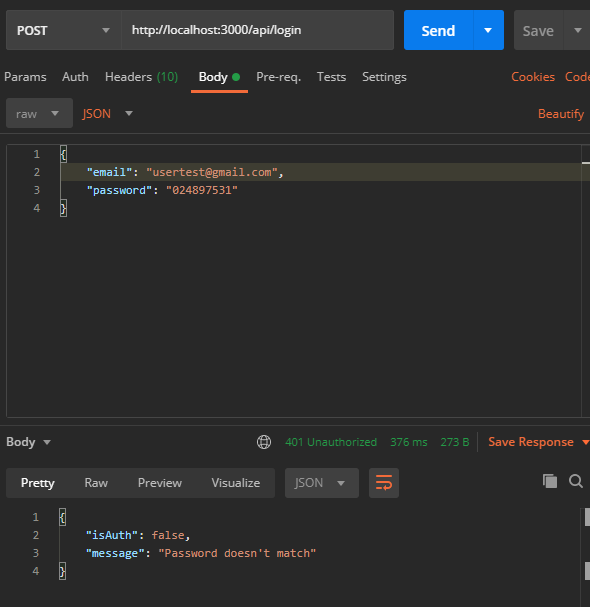 POST http://localhost:3000/api/login Send Save
Params Auth Headers (10) Body Pre-req. Tests Settings Cookies Code
raw JSON Beautify
1 {
2 "email": "usertest@gmail.com",
3 "password": "024897531"
4 }
Body 401 Unauthorized 376 ms 273 B Save Response
Pretty Raw Preview Visualize JSON
1 {
2 "isAuth": false,
3 "message": "Password doesn't match"
4 }